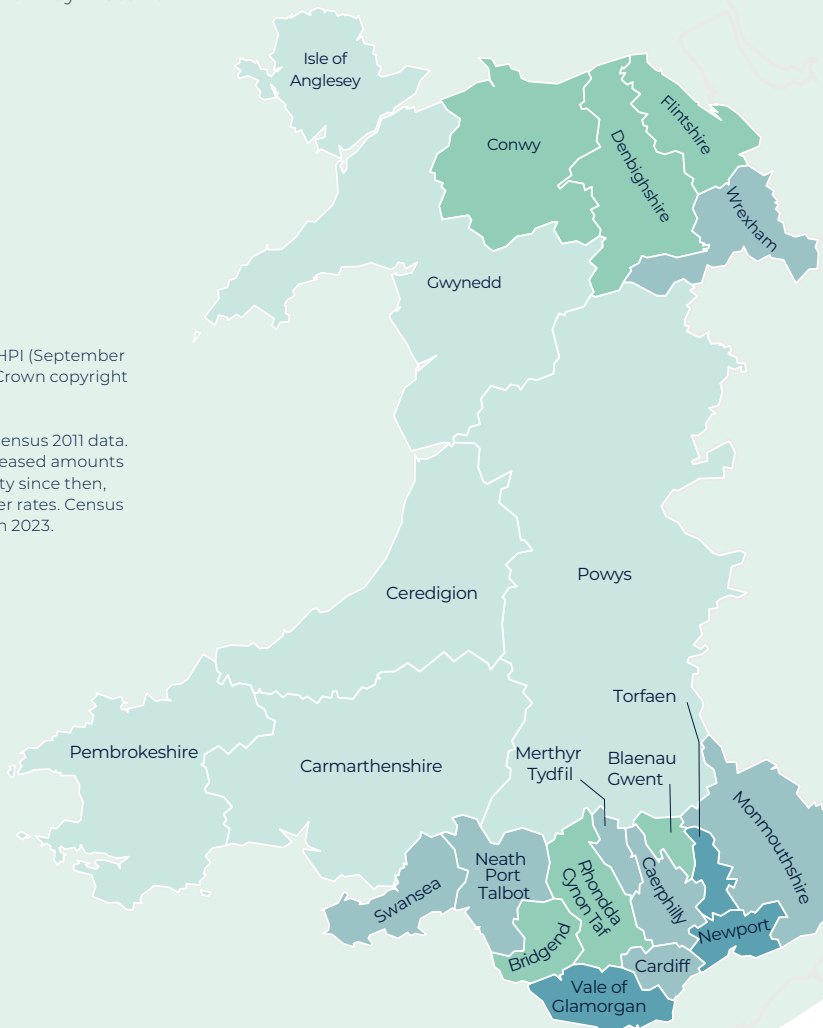 Isle of
Anglesey
Conwy
Denbighshire
Flintshire
Wrexham
Gwynedd
HPI (September
Crown copyright
ensus 2011 data.
eased amounts
ty since then,
er rates. Census
n 2023.
Ceredigion
Powys
Pembrokeshire
Carmarthenshire
Torfaen
Merthyr
Tydfil
Blaenau
Gwent
Monmouthshire
Swansea
Neath
Port
Talbot
Rhondda
Cynon Taf
Caerphilly
Bridgend
Newport
Cardiff
Vale of
Glamorgan